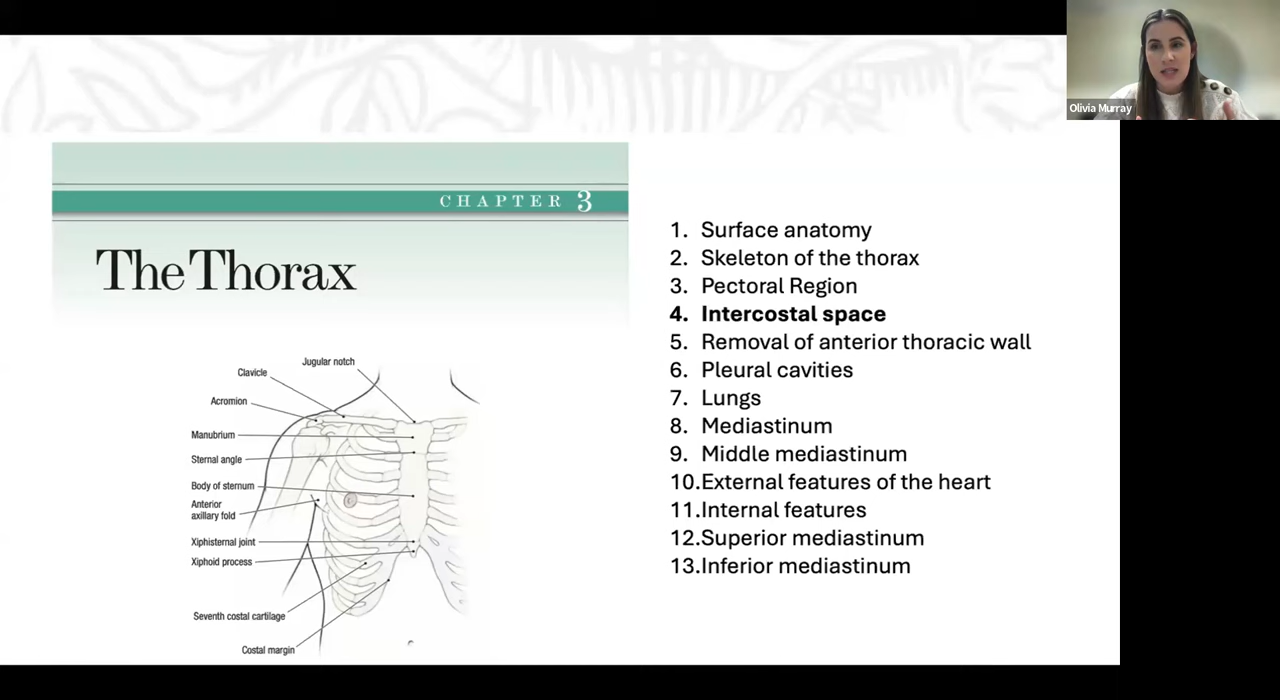 Olivia Murray
CHAPTER 3
The Thorax
Jugular notch
Clavicle
Acromion
Manubrium
Sternal angle
Body of sternum
Anterior
axillary fold
Xiphisternal joint
Xiphoid process
Seventh costal cartilage
Costal margin
1. Surface anatomy
2. Skeleton of the thorax
3. Pectoral Region
4. Intercostal space
5. Removal of anterior thoracic wall
6. Pleural cavities
7. Lungs
8. Mediastinum
9. Middle mediastinum
10.External features of the heart
11.Internal features
12.Superior mediastinum
13.Inferior mediastinum